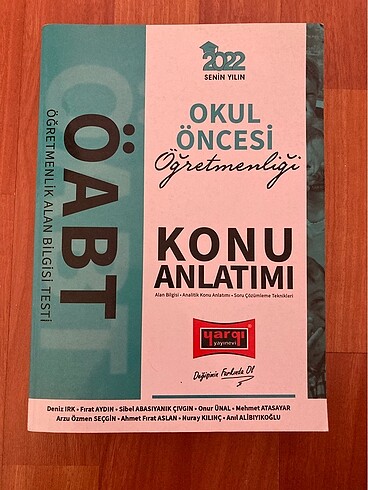 2022
SENİN YILIN
ÖABT
ÖĞRETMENLİK ALAN BİLGİSİ TESTİ
OKUL
ÖNCESİ
Öğretmenliği
KONU
ANLATIMI
Alan Bilgisi • Analitik Konu Anlatımı • Soru Çözümleme Teknikleri
yargı
yayınevi
Değişimin Farkında Ol
Deniz IRK • Fırat AYDIN • Sibel ABASIYANIK ÇIVGIN • Onur ÜNAL • Mehmet ATASAYAR
Arzu Özmen SEÇGİN • Ahmet Fırat ASLAN • Nuray KILINÇ • Anıl ALİBIYIKOĞLU